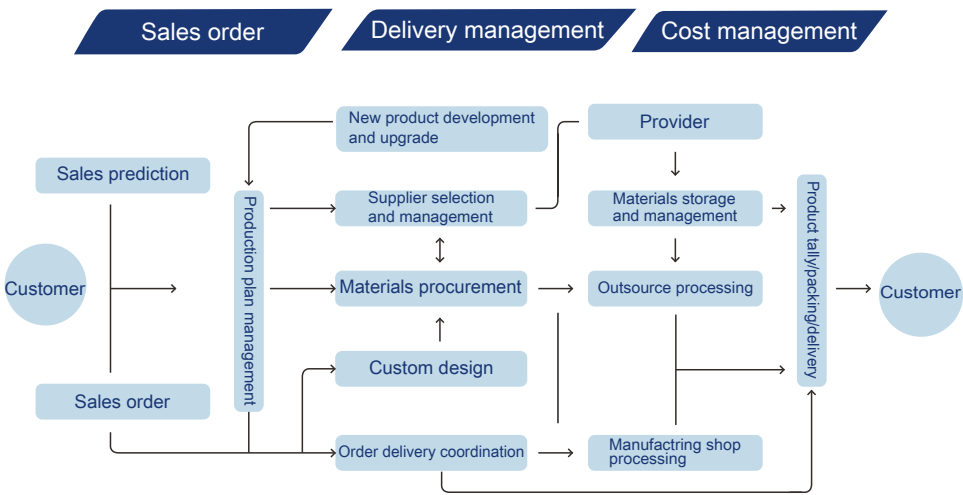 Sales order
Delivery management
Cost management
New product development
and upgrade
Provider
Sales prediction
Production plan management
Supplier selection
and management
Materials storage
and management
Product tally/packing/delivery
Customer
Materials procurement
Outsource processing
Customer
Custom design
Sales order
Order delivery coordination
Manufactring shop
processing